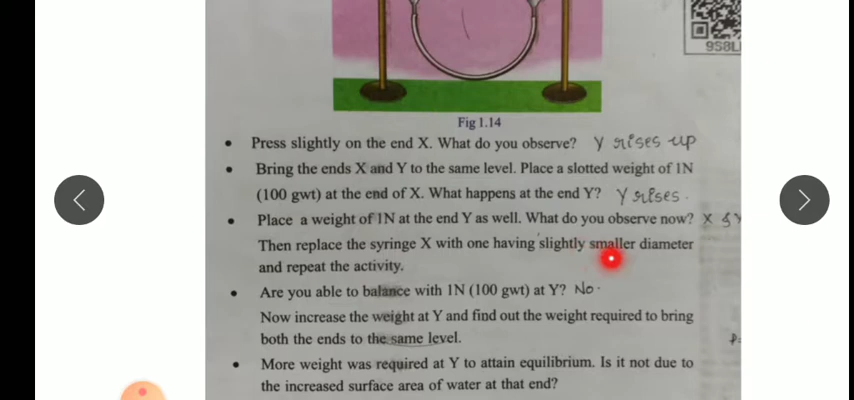 9S8L
Fig 1.14
• Press slightly on the end X. What do you observe? Y rises up
• Bring the ends X and Y to the same level. Place a slotted weight of 1N
(100 gwt) at the end of X. What happens at the end Y? Y rises.
• Place a weight of 1N at the end Y as well. What do you observe now? X & Y
Then replace the syringe X with one having slightly smaller diameter
and repeat the activity.
• Are you able to balance with 1N (100 gwt) at Y? No.
Now increase the weight at Y and find out the weight required to bring
both the ends to the same level.
P=
• More weight was required at Y to attain equilibrium. Is it not due to
the increased surface area of water at that end?